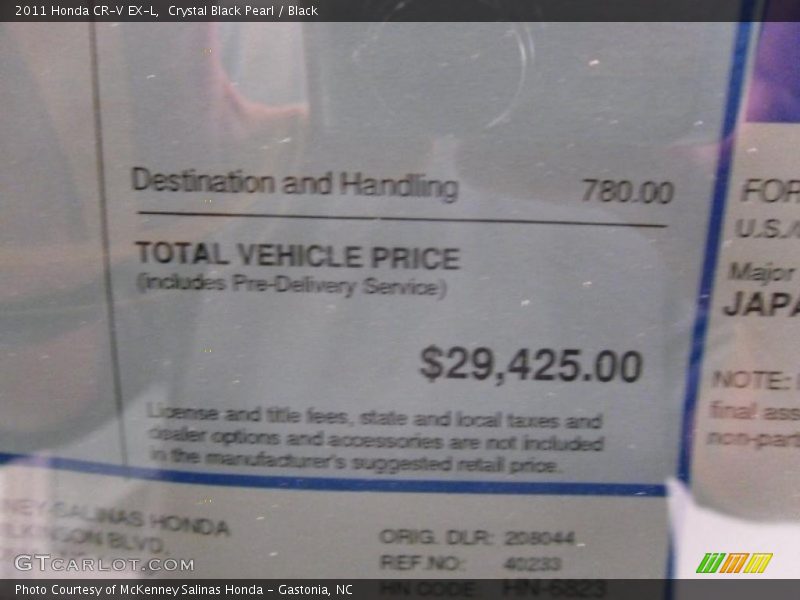 2011 Honda CR-V EX-L, Crystal Black Pearl / Black
Destination and Handling 780.00
TOTAL VEHICLE PRICE
(includes Pre-Delivery Service)
$29,425.00
License and title fees, state and local taxes and
dealer options and accessories are not included
in the manufacturer's suggested retail price.
FOR
U.S./
Major
JAPA
NOTE:
final ass
non-part
NEY SALINAS HONDA
BLVD.
ORIG. DLR: 208044
REF.NO: 40233
HN CODE: HN-6823
GTCARLOT.COM
Photo Courtesy of McKenney Salinas Honda - Gastonia, NC